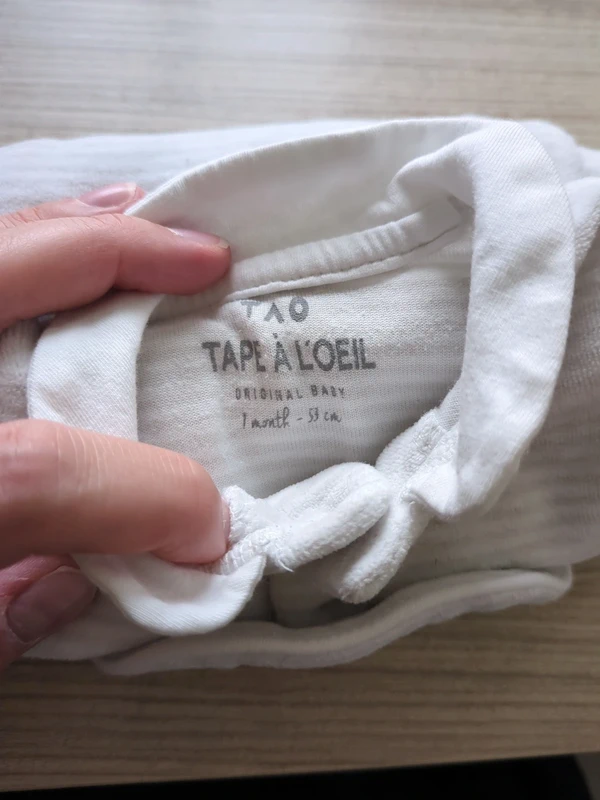 TAO
TAPE À L'OEIL
ORIGINAL BABY
1 month - 53 cm